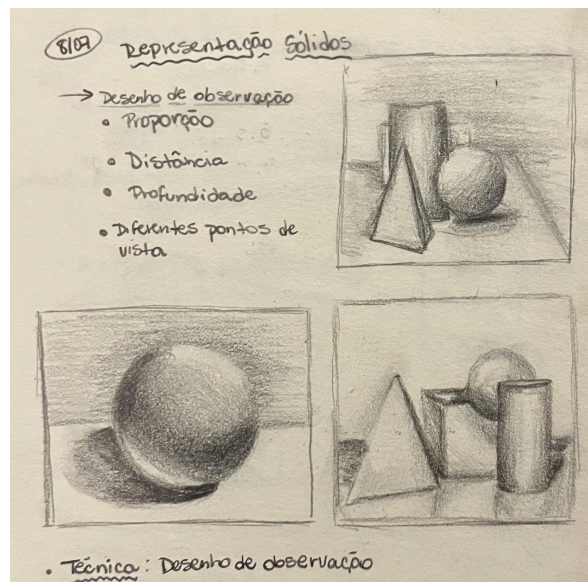 8/07 Representação Sólidos
→ Desenho de observação
• Proporção
• Distância
• Profundidade
• Diferentes pontos de
vista
• Técnica: Desenho de observação